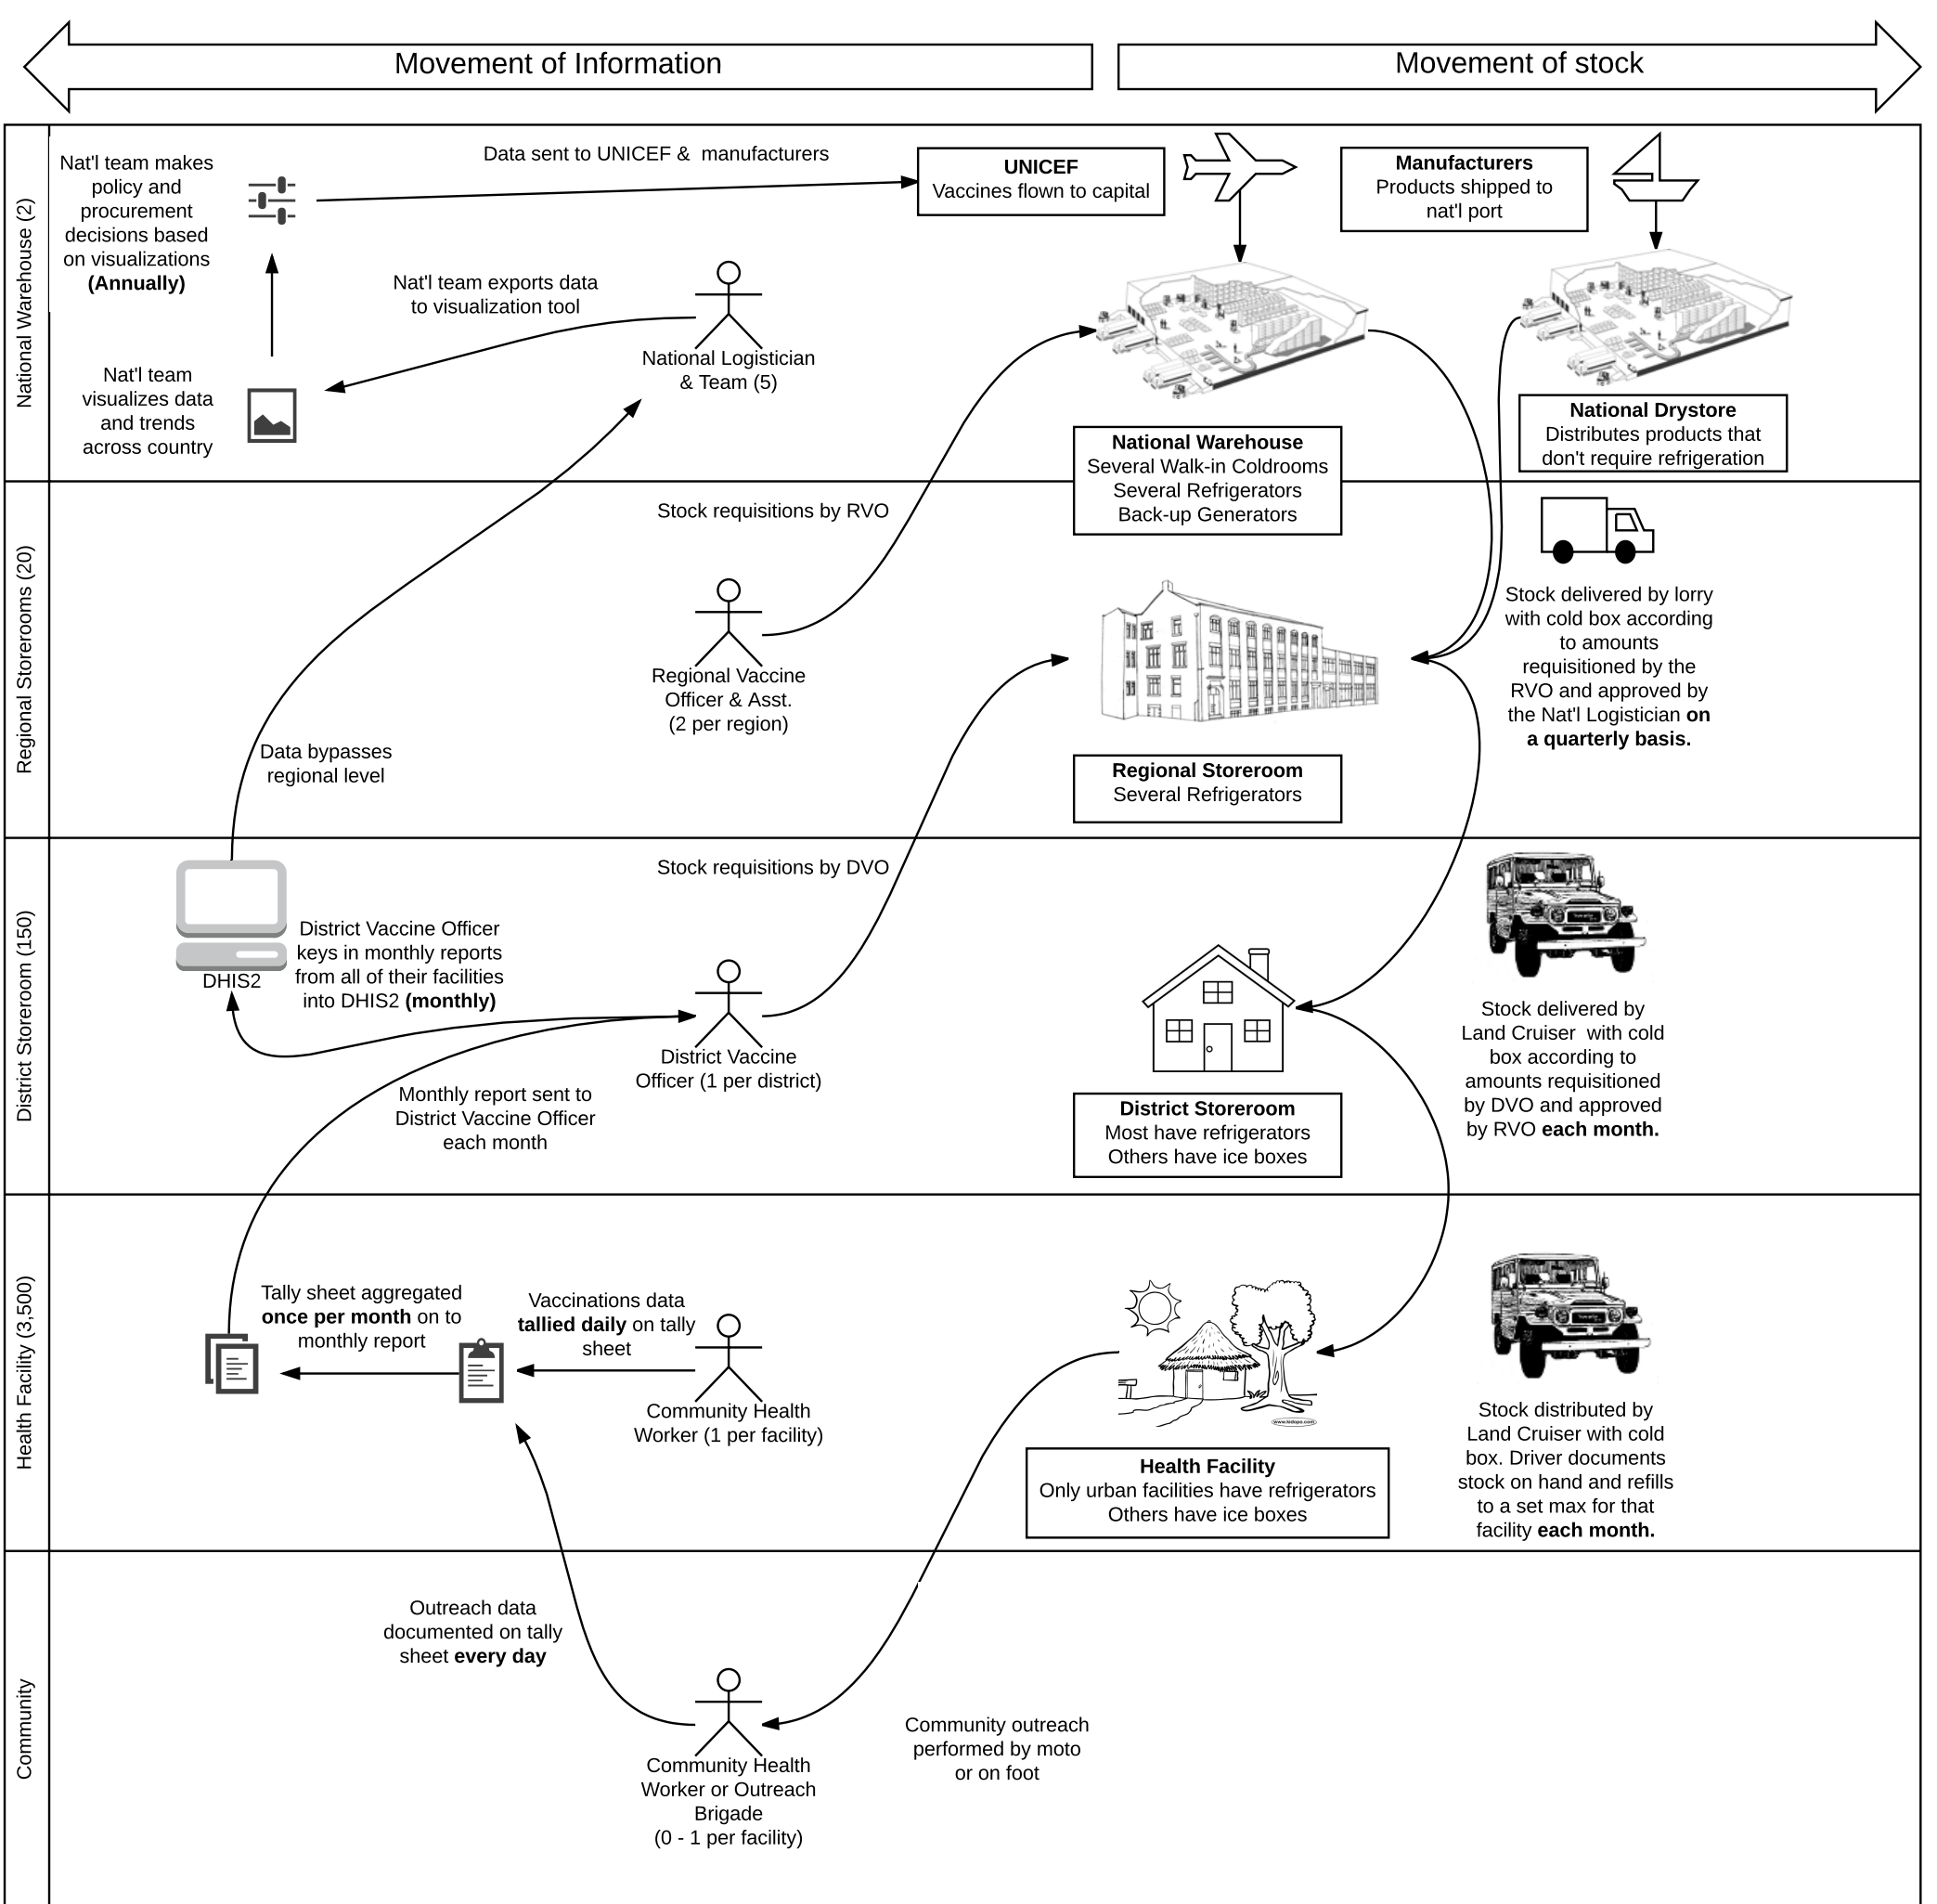 Movement of Information
Movement of stock
National Warehouse (2)
Nat'l team makes
policy and
procurement
decisions based
on visualizations
(Annually)
Data sent to UNICEF &  manufacturers
UNICEF
Vaccines flown to capital
Manufacturers
Products shipped to
nat'l port
Nat'l team exports data
to visualization tool
National Logistician
& Team (5)
Nat'l team
visualizes data
and trends
across country
National Warehouse
Several Walk-in Coldrooms
Several Refrigerators
Back-up Generators
National Drystore
Distributes products that
don't require refrigeration
Regional Storerooms (20)
Stock requisitions by RVO
Regional Vaccine
Officer & Asst.
(2 per region)
Data bypasses
regional level
Regional Storeroom
Several Refrigerators
Stock delivered by lorry
with cold box according
to amounts
requisitioned by the
RVO and approved by
the Nat'l Logistician on
a quarterly basis.
District Storeroom (150)
Stock requisitions by DVO
DHIS2
District Vaccine Officer
keys in monthly reports
from all of their facilities
into DHIS2 (monthly)
District Vaccine
Officer (1 per district)
Monthly report sent to
District Vaccine Officer
each month
District Storeroom
Most have refrigerators
Others have ice boxes
Stock delivered by
Land Cruiser  with cold
box according to
amounts requisitioned
by DVO and approved
by RVO each month.
Health Facility (3,500)
Tally sheet aggregated
once per month on to
monthly report
Vaccinations data
tallied daily on tally
sheet
Community Health
Worker (1 per facility)
www.kidopo.com
Health Facility
Only urban facilities have refrigerators
Others have ice boxes
Stock distributed by
Land Cruiser with cold
box. Driver documents
stock on hand and refills
to a set max for that
facility each month.
Community
Outreach data
documented on tally
sheet every day
Community Health
Worker or Outreach
Brigade
(0 - 1 per facility)
Community outreach
performed by moto
or on foot